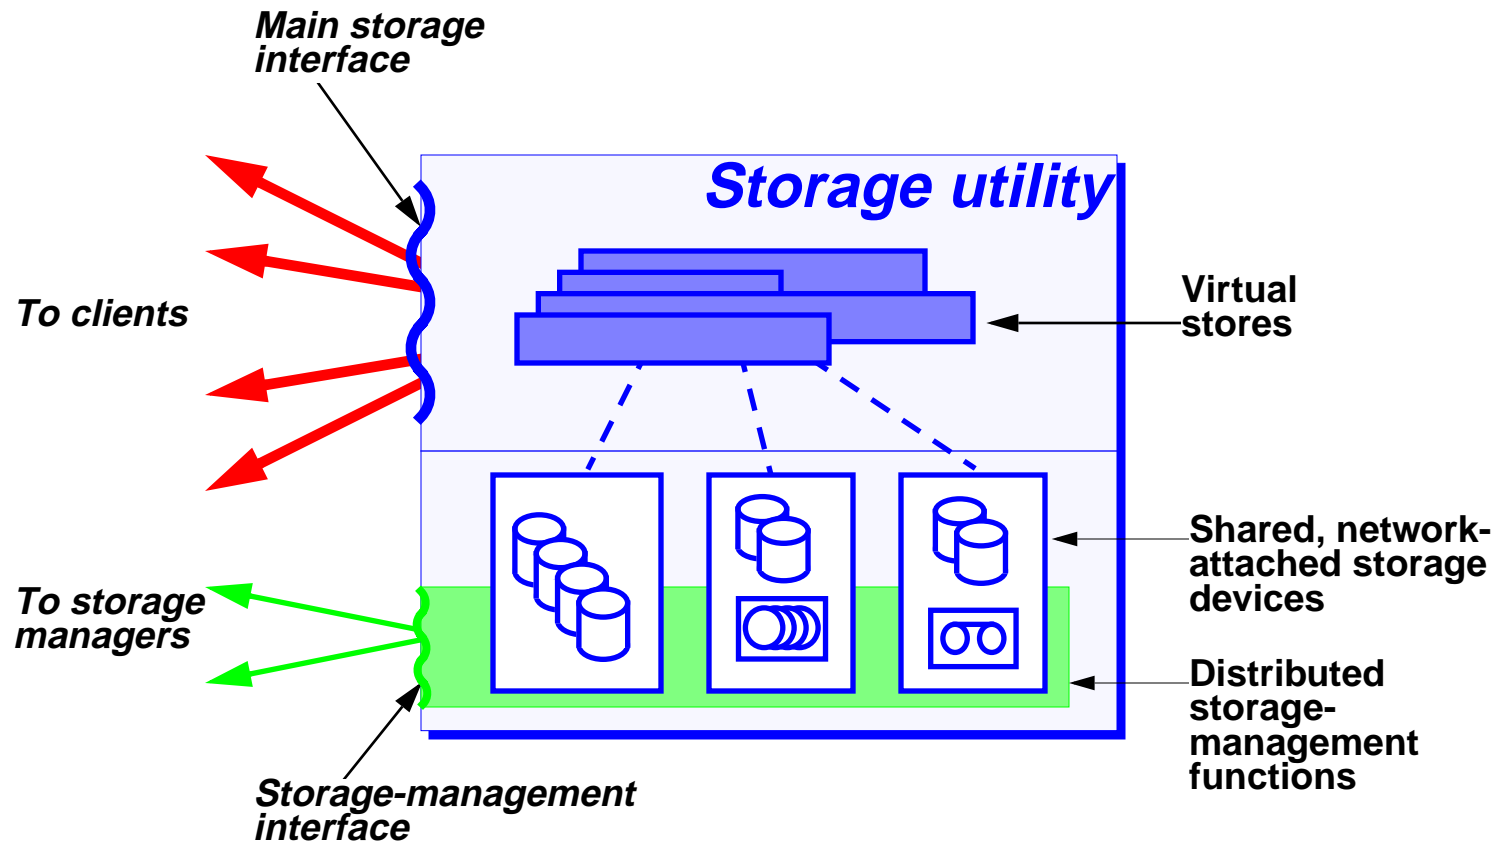 Main storage
interface
Storage utility
To clients
Virtual
stores
Shared, network-
attached storage
devices
To storage
managers
Distributed
storage-
management
functions
Storage-management
interface